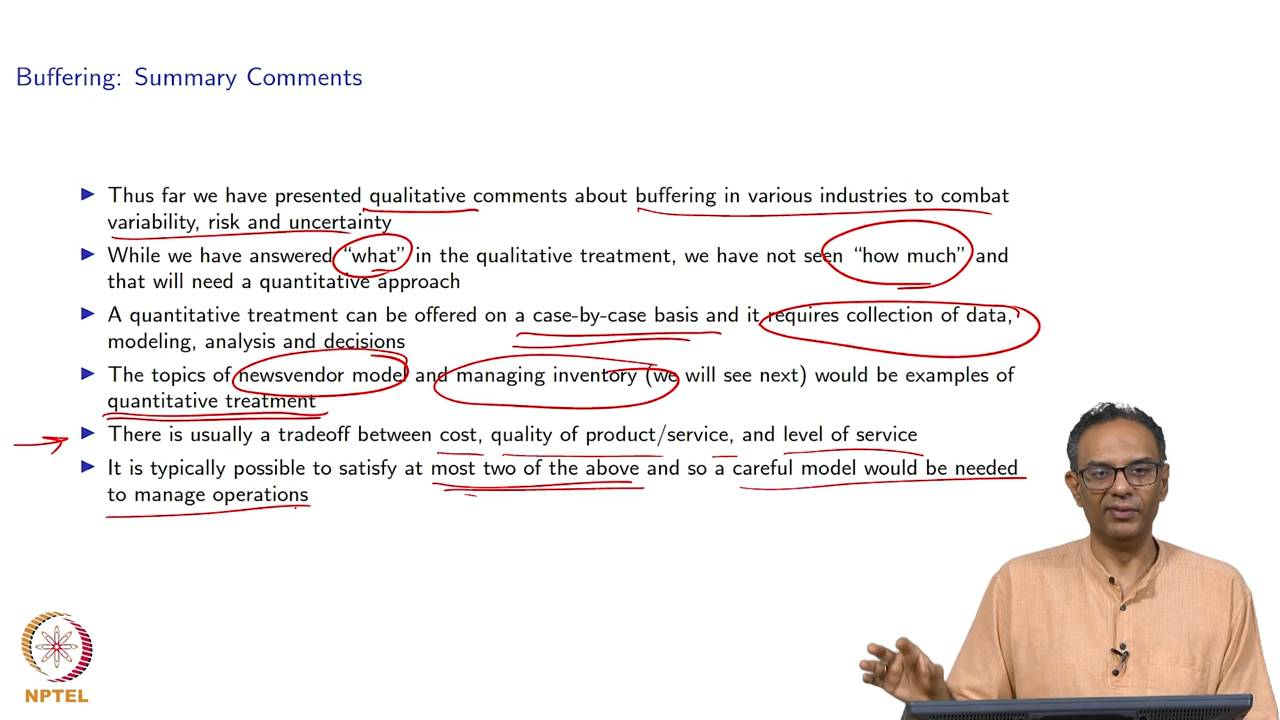 Buffering: Summary Comments
Thus far we have presented qualitative comments about buffering in various industries to combat
variability, risk and uncertainty
While we have answered “what” in the qualitative treatment, we have not seen “how much” and
that will need a quantitative approach
A quantitative treatment can be offered on a case-by-case basis and it requires collection of data,
modeling, analysis and decisions
The topics of newsvendor model and managing inventory (we will see next) would be examples of
quantitative treatment
There is usually a tradeoff between cost, quality of product/service, and level of service
It is typically possible to satisfy at most two of the above and so a careful model would be needed
to manage operations
NPTEL